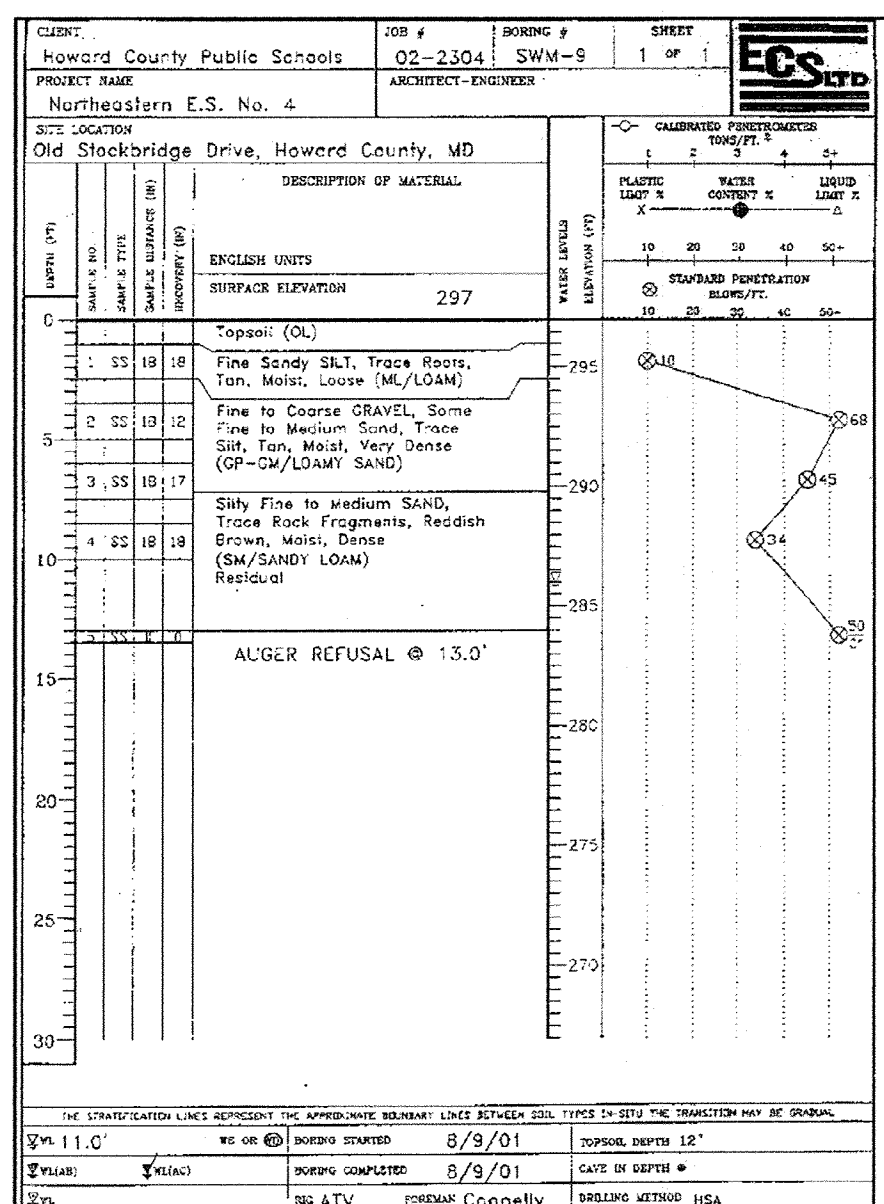 CLIENT
Howard County Public Schools
JOB #
02-2304
BORING #
SWM-9
SHEET
1 OF 1
ECS LTD
PROJECT NAME
Northeastern E.S. No. 4
ARCHITECT-ENGINEER
SITE LOCATION
Old Stockbridge Drive, Howard County, MD
CALIBRATED PENETROMETER
TONS/FT. 2
1 2 3 4 5+
DEPTH (FT)
SAMPLE NO.
SAMPLE TYPE
SAMPLE DISTANCE (IN)
RECOVERY (IN)
DESCRIPTION OF MATERIAL
ENGLISH UNITS
SURFACE ELEVATION 297
WATER LEVELS
ELEVATION (FT)
PLASTIC LIMIT %
WATER CONTENT %
LIQUID LIMIT %
X
10 20 30 40 50+
STANDARD PENETRATION
BLOWS/FT.
10 20 30 40 50+
0
Topsoil (OL)
1 SS 18 18
Fine Sandy SILT, Trace Roots,
Tan, Moist, Loose (ML/LOAM)
295
10
2 SS 18 12
Fine to Coarse GRAVEL, Some
Fine to Medium Sand, Trace
Silt, Tan, Moist, Very Dense
(GP-GM/LOAMY SAND)
68
5
3 SS 18 17
290
45
Silty Fine to Medium SAND,
Trace Rock Fragments, Reddish
Brown, Moist, Dense
(SM/SANDY LOAM)
Residual
4 SS 18 18
34
10
285
5 SS 0
50
AUGER REFUSAL @ 13.0'
15
280
20
275
25
270
30
THE STRATIFICATION LINES REPRESENT THE APPROXIMATE BOUNDARY LINES BETWEEN SOIL TYPES IN-SITU THE TRANSITION MAY BE GRADUAL
WL 11.0'
WS OR WD
BORING STARTED 8/9/01
TOPSOIL DEPTH 12"
WL(AB)
WL(AC)
BORING COMPLETED 8/9/01
CAVE IN DEPTH @
WL
RIG ATV
FOREMAN Connelly
DRILLING METHOD HSA